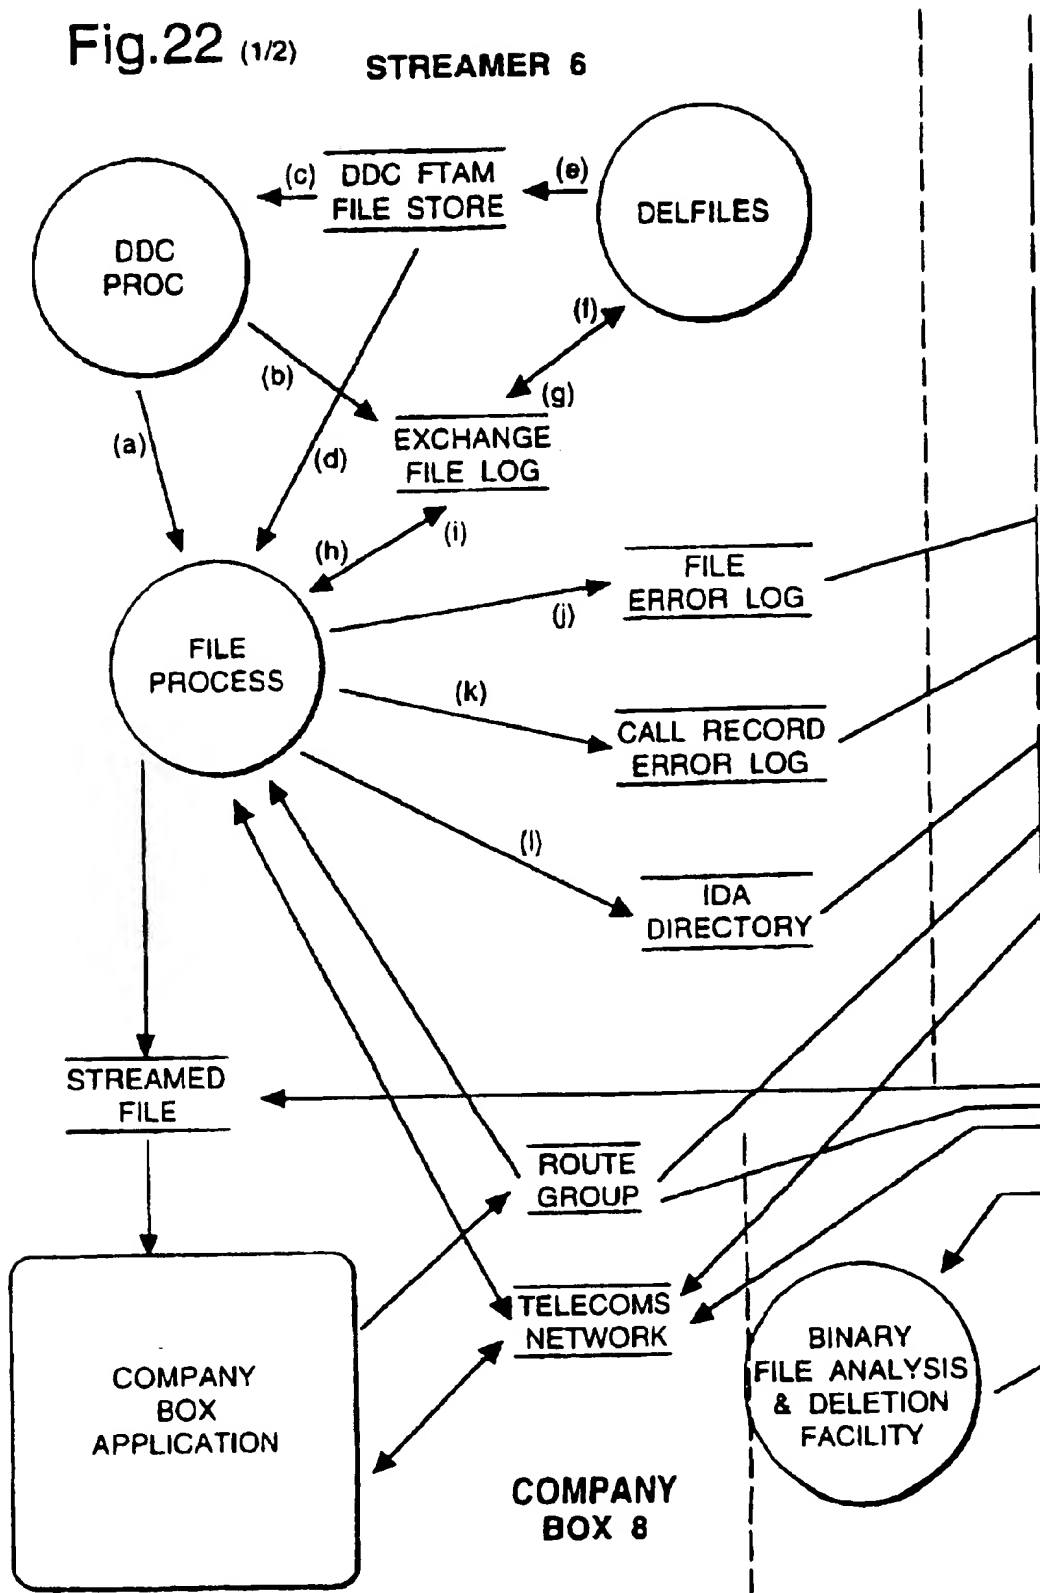 Fig.22 (1/2)
STREAMER 6
(c)
DDC FTAM
FILE STORE
(e)
DELFILES
DDC
PROC
(f)
(b)
(g)
(a)
(d)
EXCHANGE
FILE LOG
(h)
(i)
FILE
ERROR LOG
(j)
FILE
PROCESS
(k)
CALL RECORD
ERROR LOG
(l)
IDA
DIRECTORY
STREAMED
FILE
ROUTE
GROUP
TELECOMS
NETWORK
BINARY
FILE ANALYSIS
& DELETION
FACILITY
COMPANY
BOX
APPLICATION
COMPANY
BOX 8